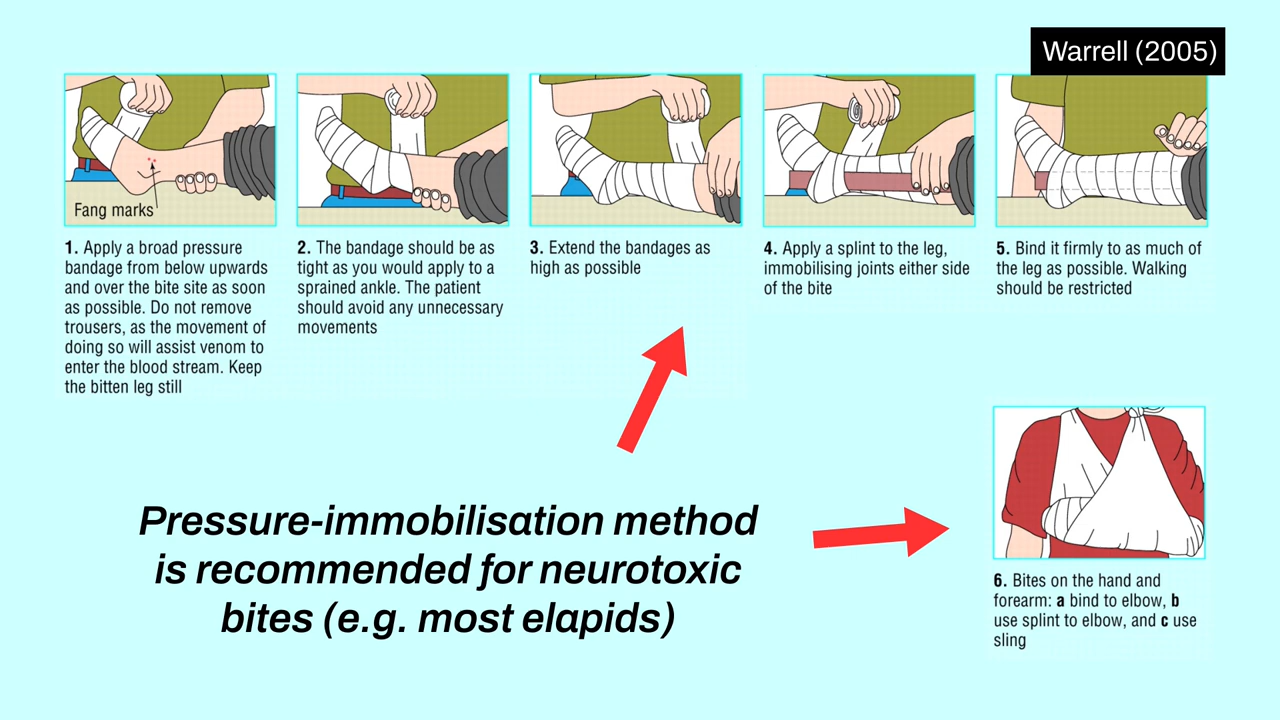 Warrell (2005)
Fang marks
1. Apply a broad pressure
bandage from below upwards
and over the bite site as soon
as possible. Do not remove
trousers, as the movement of
doing so will assist venom to
enter the blood stream. Keep
the bitten leg still
2. The bandage should be as
tight as you would apply to a
sprained ankle. The patient
should avoid any unnecessary
movements
3. Extend the bandages as
high as possible
4. Apply a splint to the leg,
immobilising joints either side
of the bite
5. Bind it firmly to as much of
the leg as possible. Walking
should be restricted
Pressure-immobilisation method
is recommended for neurotoxic
bites (e.g. most elapids)
6. Bites on the hand and
forearm: a bind to elbow, b
use splint to elbow, and c use
sling